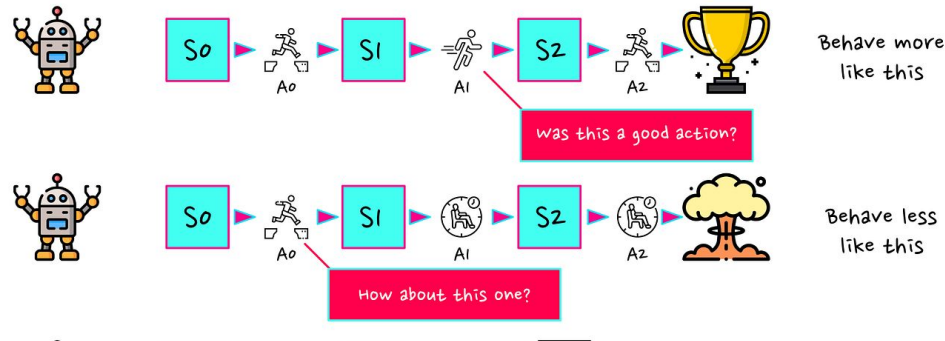 S0 S1 S2 Behave more
like this
A0 A1 A2
Was this a good action?
S0 S1 S2 Behave less
like this
A0 A1 A2
How about this one?